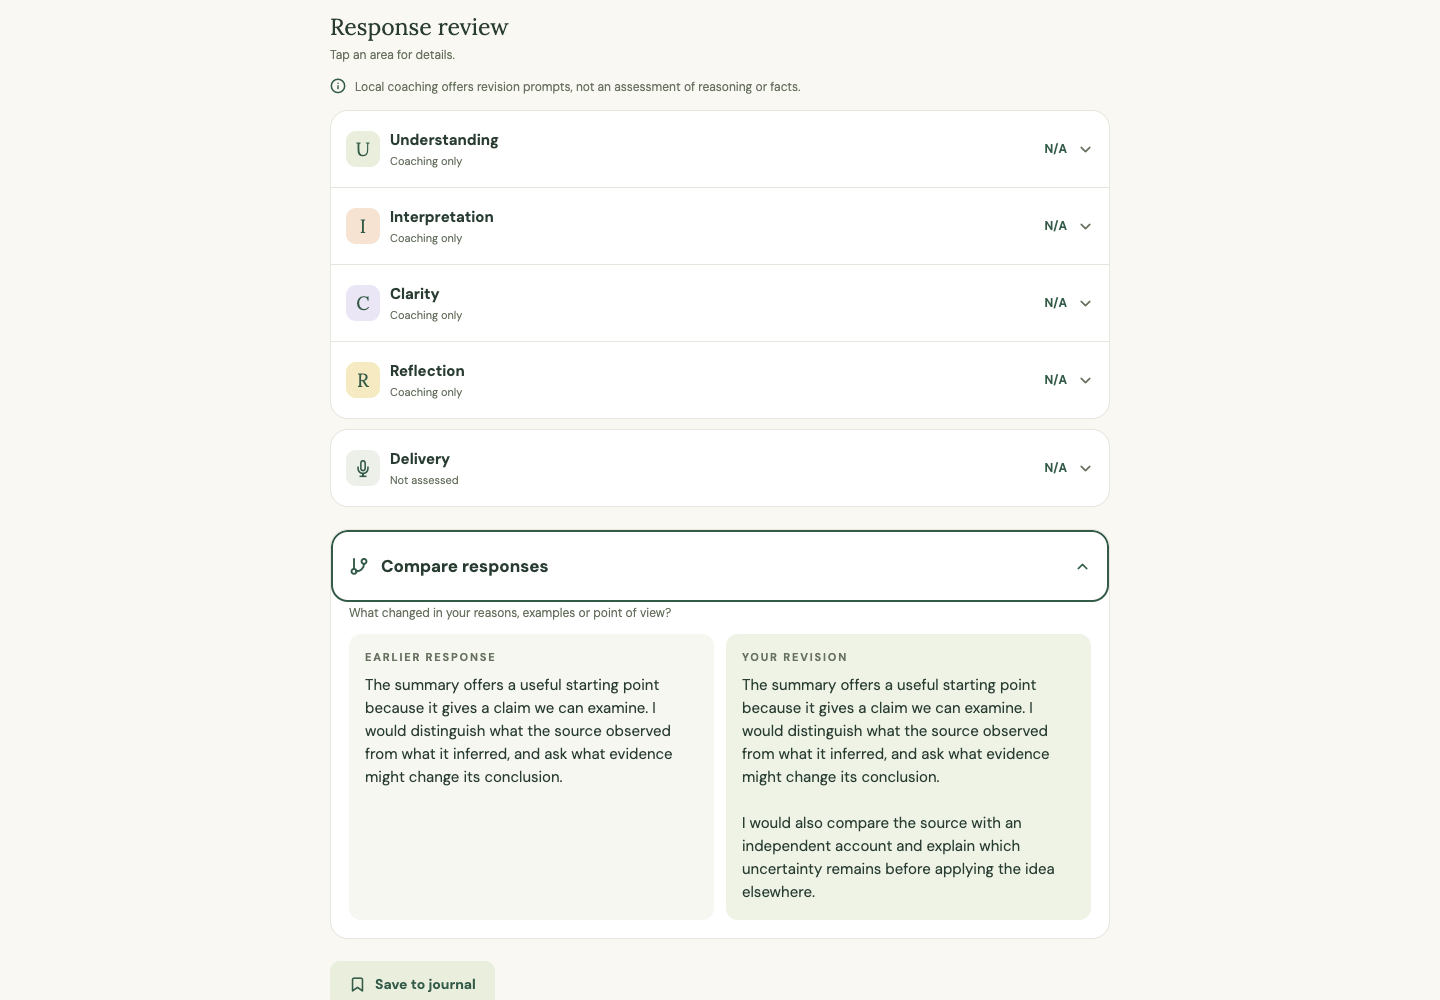 Response review
Tap an area for details.
Local coaching offers revision prompts, not an assessment of reasoning or facts.
U
Understanding
Coaching only
N/A
I
Interpretation
Coaching only
N/A
C
Clarity
Coaching only
N/A
R
Reflection
Coaching only
N/A
Delivery
Not assessed
N/A
Compare responses
What changed in your reasons, examples or point of view?
EARLIER RESPONSE
The summary offers a useful starting point
because it gives a claim we can examine. I
would distinguish what the source observed
from what it inferred, and ask what evidence
might change its conclusion.
YOUR REVISION
The summary offers a useful starting point
because it gives a claim we can examine. I
would distinguish what the source observed
from what it inferred, and ask what evidence
might change its conclusion.
I would also compare the source with an
independent account and explain which
uncertainty remains before applying the idea
elsewhere.
Save to journal